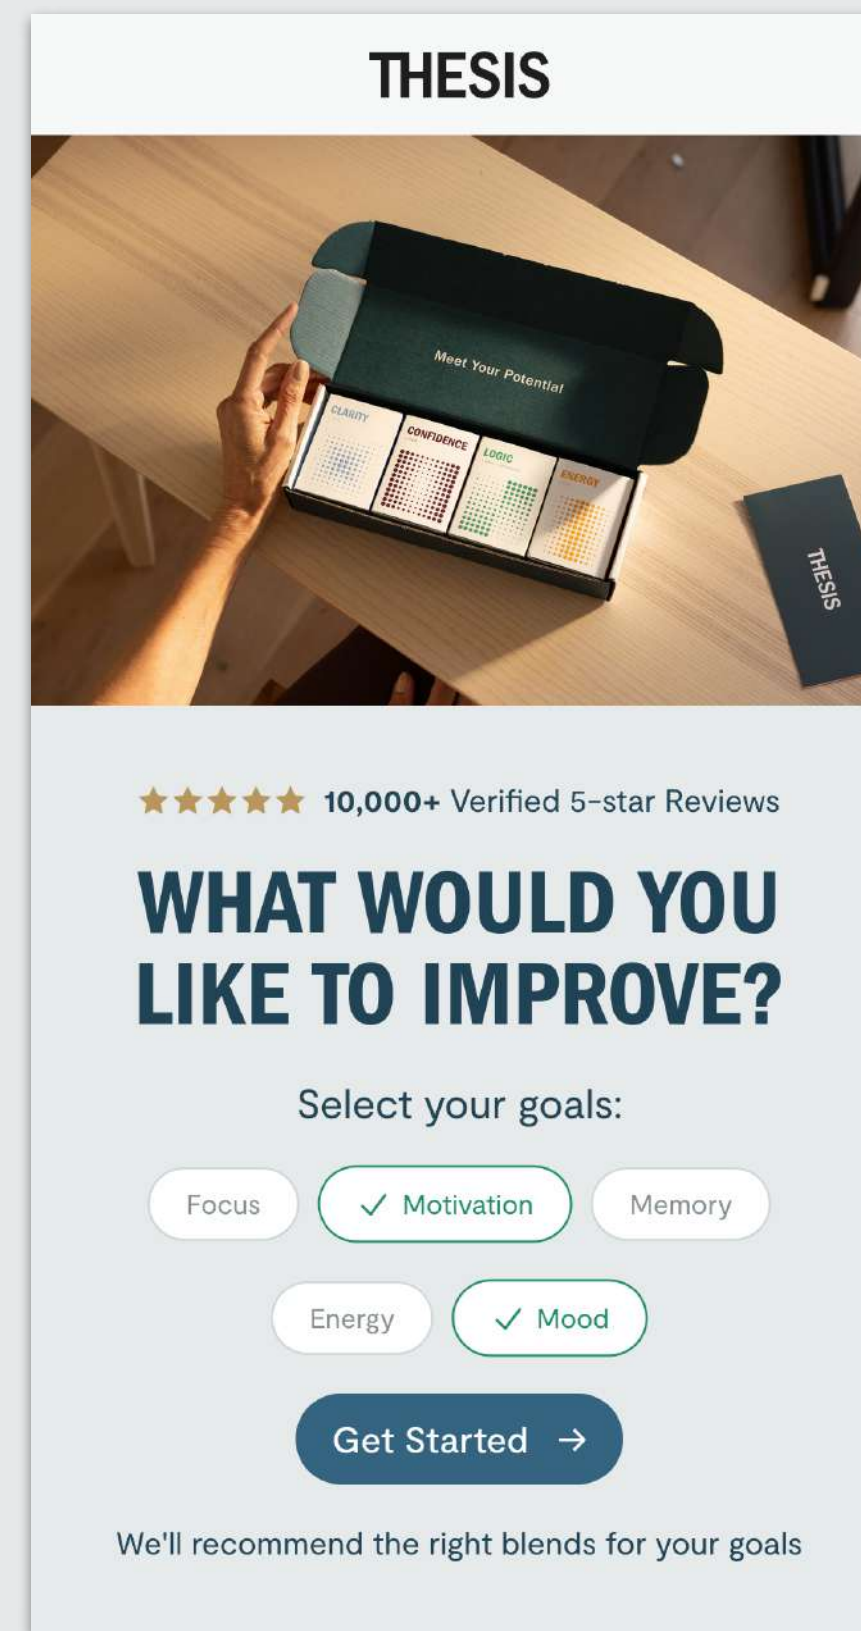 THESIS
Meet Your Potential
CLARITY
CONFIDENCE
LOGIC
ENERGY
THESIS
10,000+ Verified 5-star Reviews
WHAT WOULD YOU
LIKE TO IMPROVE?
Select your goals:
Focus
Motivation
Memory
Energy
Mood
Get Started
We'll recommend the right blends for your goals